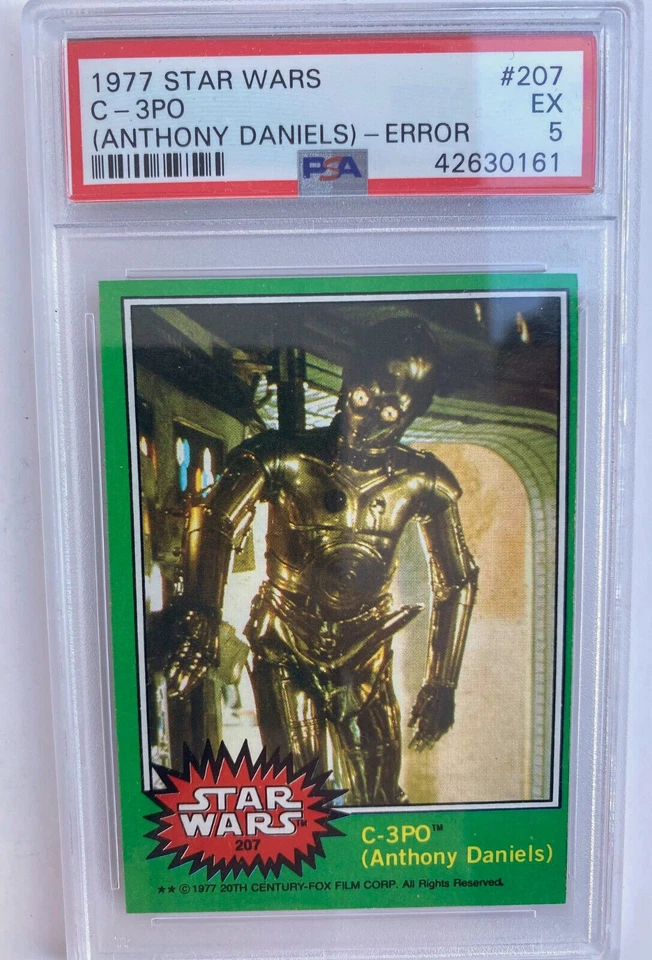 1977 STAR WARS #207
C-3PO EX
(ANTHONY DANIELS)-ERROR 5
PSA 42630161
STAR
WARS™
207
C-3PO™
(Anthony Daniels)
★★ ©1977 20TH CENTURY-FOX FILM CORP. All Rights Reserved.